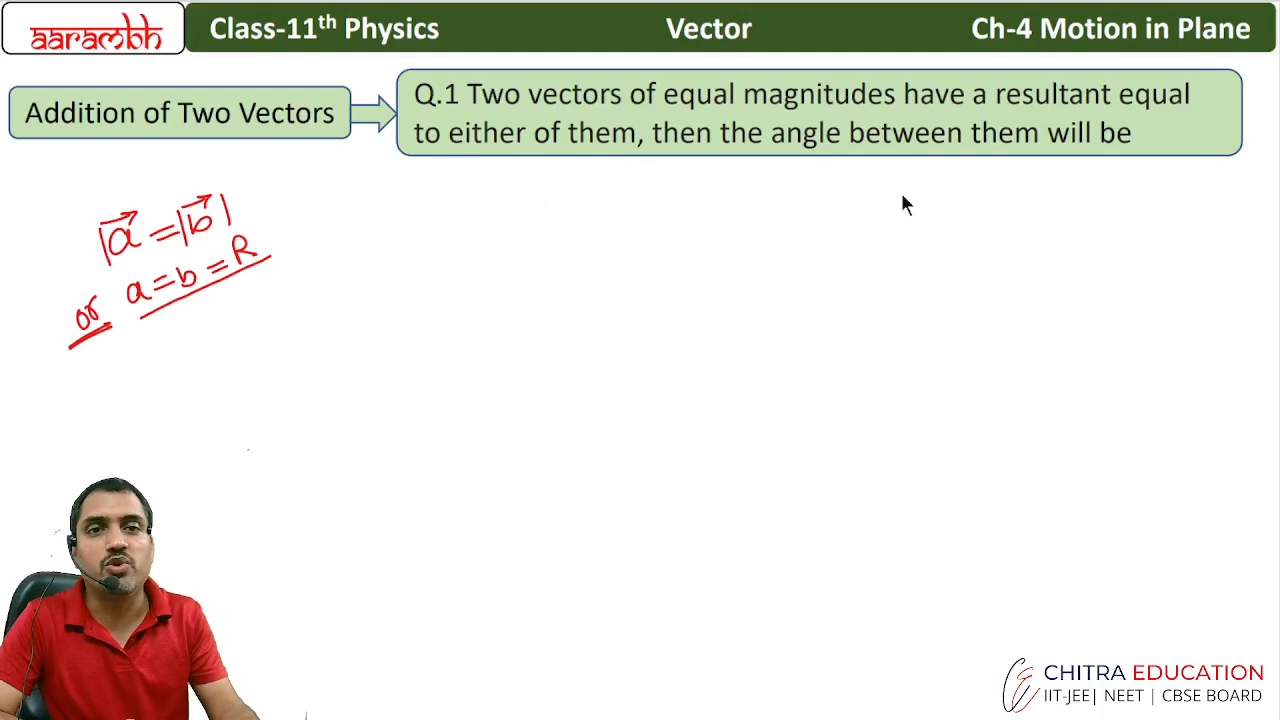 aarambh
Class-11th Physics
Vector
Ch-4 Motion in Plane
Addition of Two Vectors
Q.1 Two vectors of equal magnitudes have a resultant equal
to either of them, then the angle between them will be
|a⃗ = |b⃗|
or a = b = R
CHITRA EDUCATION
IIT-JEE| NEET | CBSE BOARD